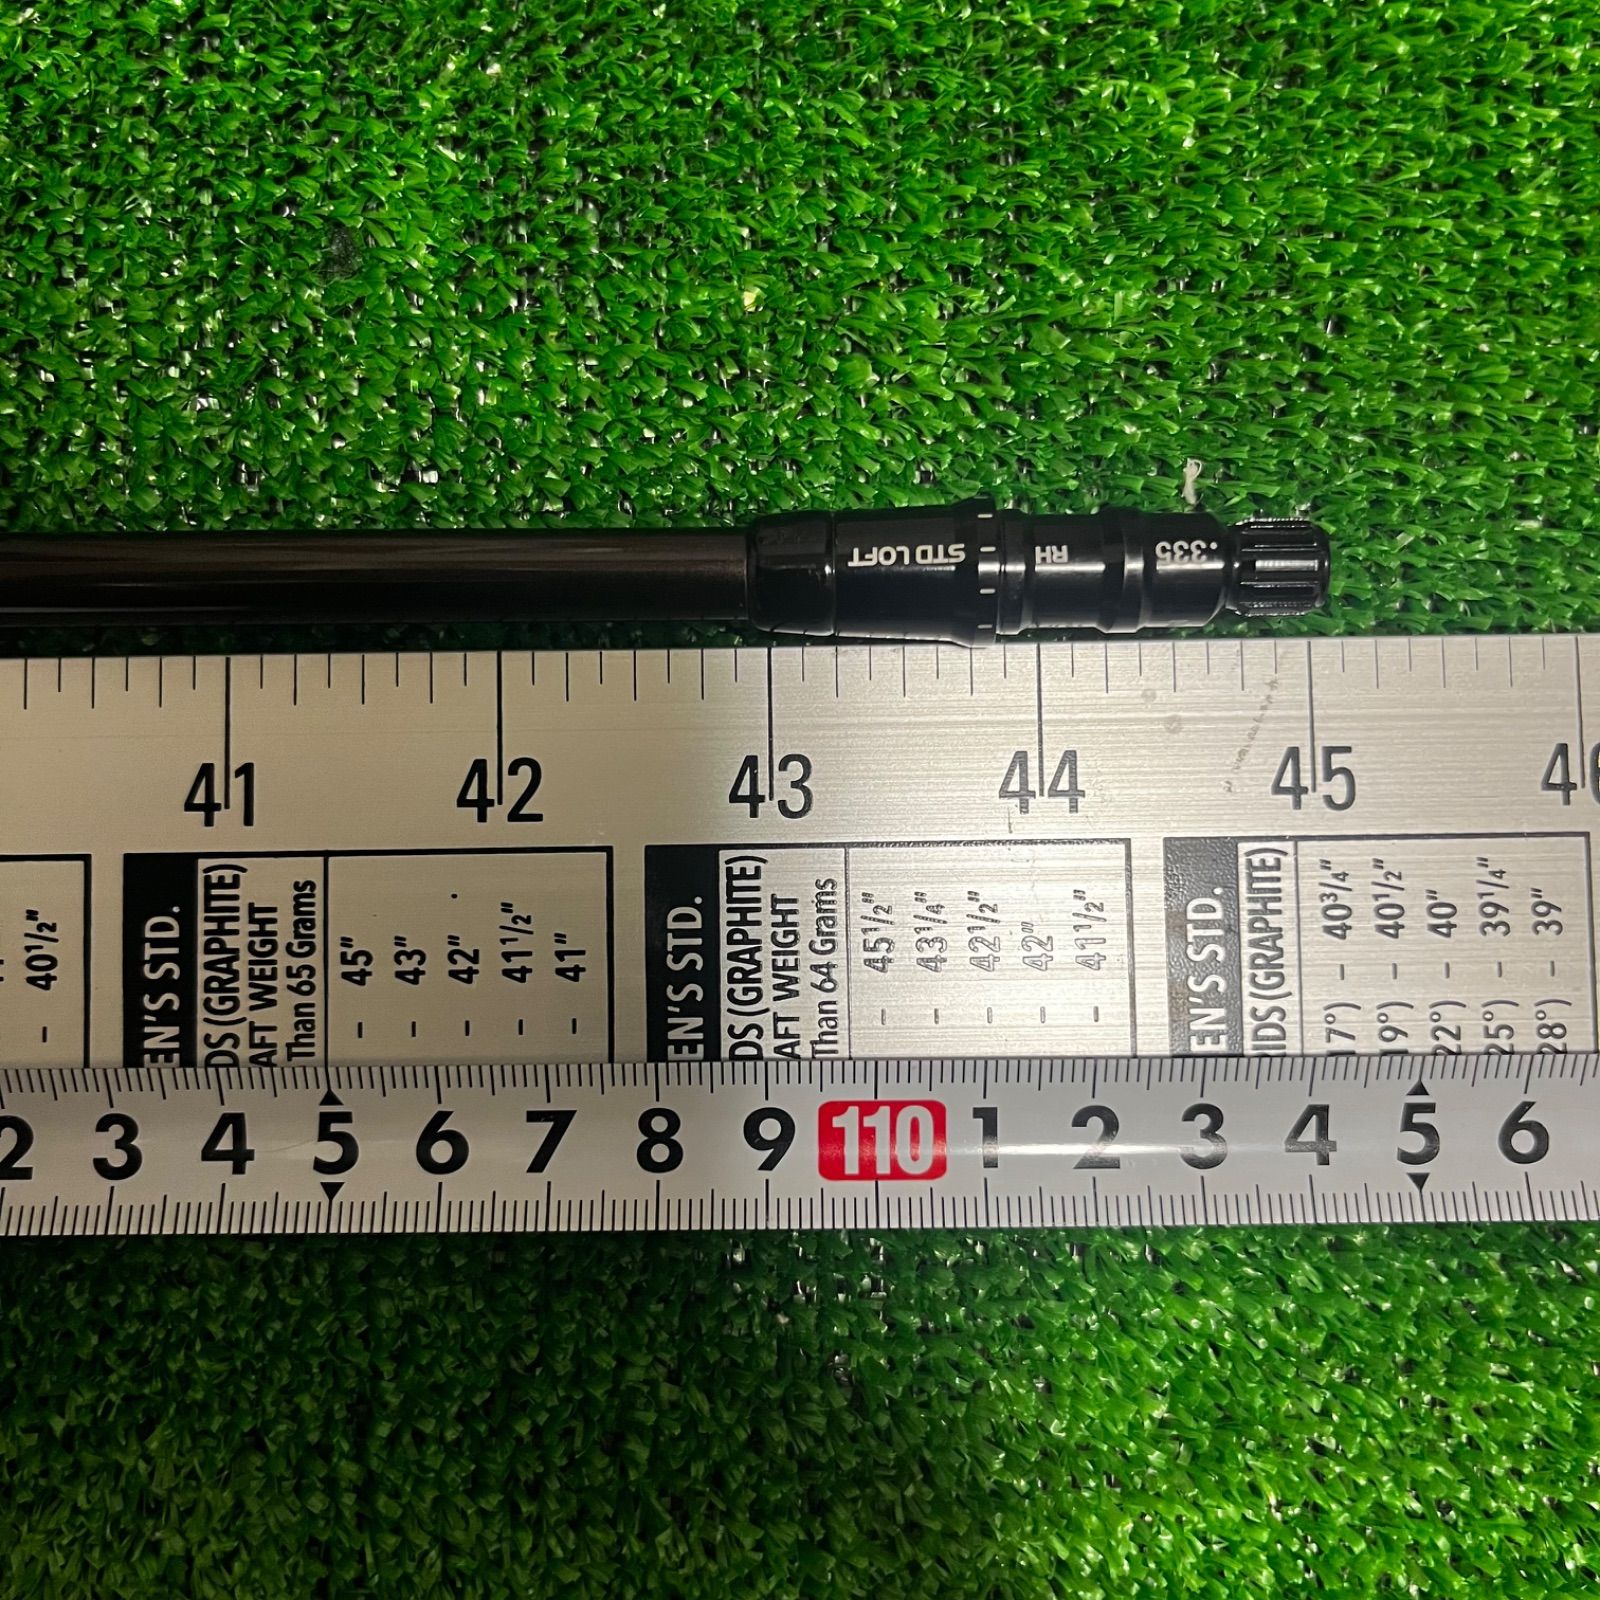 STD LOFT
RH
.335
41 42 43 44 45
40½"
EN'S STD.
DS (GRAPHITE)
AFT WEIGHT
Than 65 Grams
– 45"
– 43"
– 42"
– 41½"
– 41"
EN'S STD.
DS (GRAPHITE)
AFT WEIGHT
Than 64 Grams
– 45½"
– 43¼"
– 42½"
– 42"
– 41½"
EN'S STD.
IDS (GRAPHITE)
17°) – 40¾"
19°) – 40½"
22°) – 40"
25°) – 39¼"
28°) – 39"
2 3 4 5 6 7 8 9 110 1 2 3 4 5 6